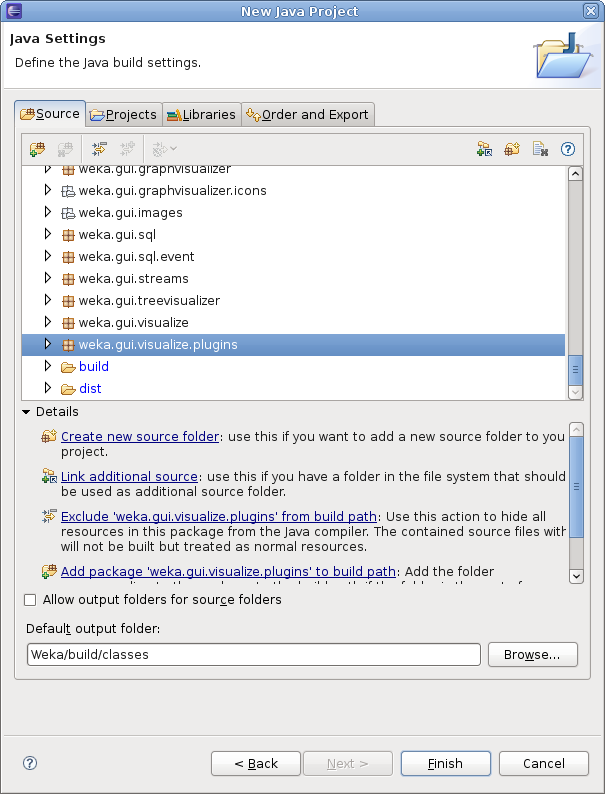 New Java Project
Java Settings
Define the Java build settings.
Source
Projects
Libraries
Order and Export
weka.gui.graphvisualizer
weka.gui.graphvisualizer.icons
weka.gui.images
weka.gui.sql
weka.gui.sql.event
weka.gui.streams
weka.gui.treevisualizer
weka.gui.visualize
weka.gui.visualize.plugins
build
dist
Details
Create new source folder: use this if you want to add a new source folder to you
project.
Link additional source: use this if you have a folder in the file system that should
be used as additional source folder.
Exclude 'weka.gui.visualize.plugins' from build path: Use this action to hide all
resources in this package from the Java compiler. The contained source files with
will not be built but treated as normal resources.
Add package 'weka.gui.visualize.plugins' to build path: Add the folder
Allow output folders for source folders
Default output folder:
Weka/build/classes
Browse...
< Back
Next >
Finish
Cancel